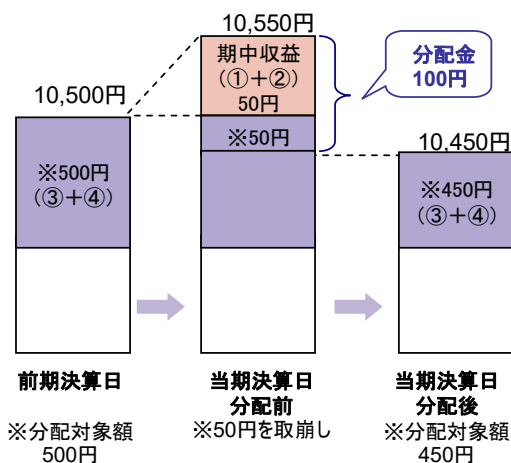 10,550円
期中収益
(①+②)
50円
分配金
100円
10,500円
※50円
10,450円
※500円
(③+④)
※450円
(③+④)
前期決算日
当期決算日
分配前
当期決算日
分配後
※分配対象額
500円
※50円を取崩し
※分配対象額
450円